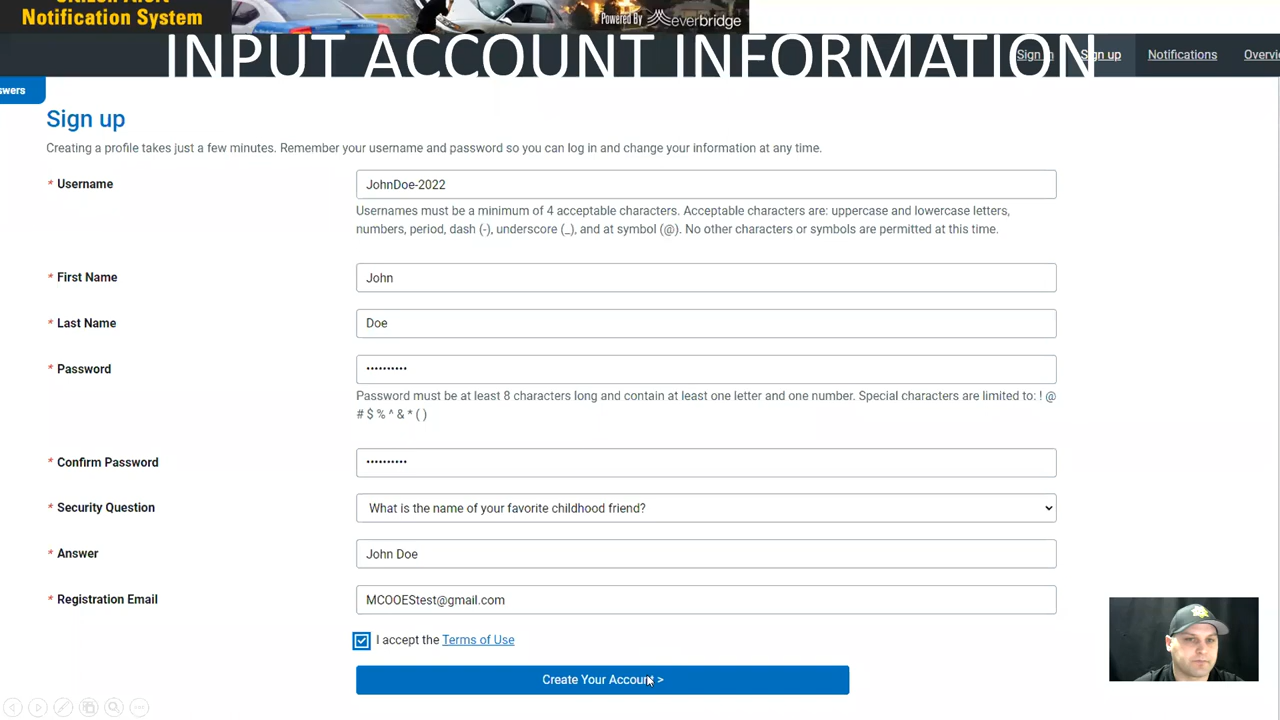 Notification System
Powered By everbridge
INPUT ACCOUNT INFORMATION
Sign in
Sign up
Notifications
Overvi
swers
Sign up
Creating a profile takes just a few minutes. Remember your username and password so you can log in and change your information at any time.
* Username
JohnDoe-2022
Usernames must be a minimum of 4 acceptable characters. Acceptable characters are: uppercase and lowercase letters,
numbers, period, dash (-), underscore (_), and at symbol (@). No other characters or symbols are permitted at this time.
* First Name
John
* Last Name
Doe
* Password
••••••••••
Password must be at least 8 characters long and contain at least one letter and one number. Special characters are limited to: ! @
# $ % ^ & * ( )
* Confirm Password
••••••••••
* Security Question
What is the name of your favorite childhood friend?
* Answer
John Doe
* Registration Email
MCOOEStest@gmail.com
I accept the Terms of Use
Create Your Account >